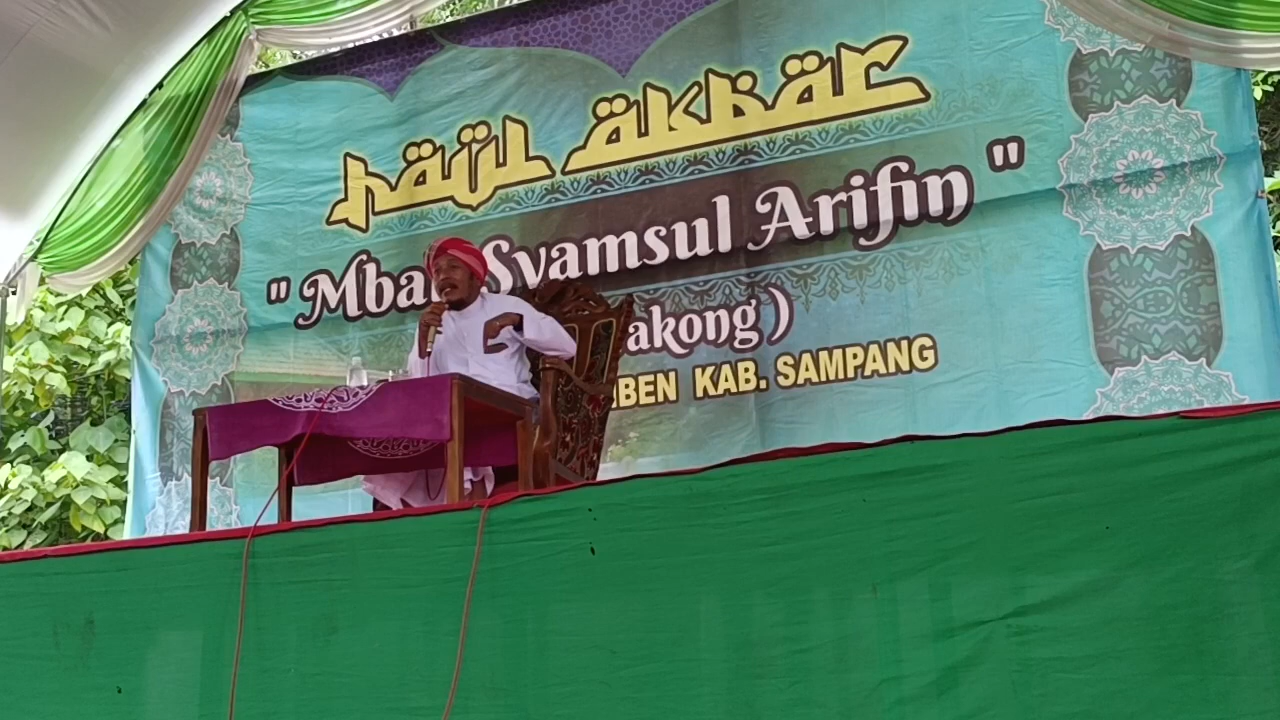 haul akbar
" Mbah Syamsul Arifin "
akong )
BEN KAB. SAMPANG